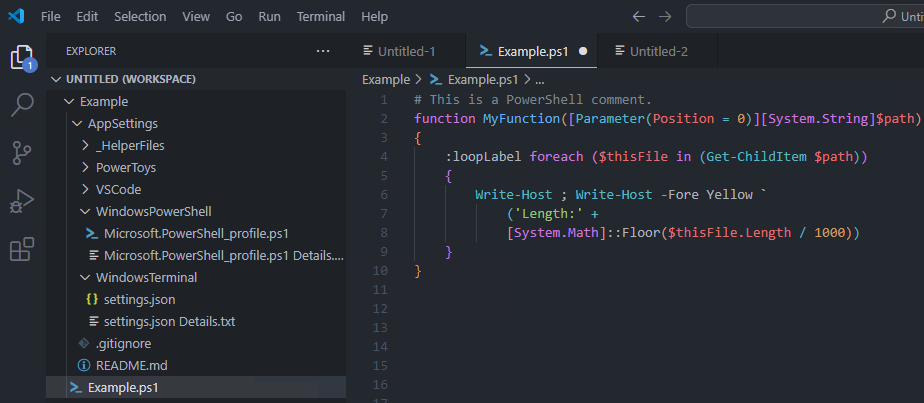 File Edit Selection View Go Run Terminal Help
EXPLORER
Untitled-1 Example.ps1 Untitled-2
UNTITLED (WORKSPACE)
Example
AppSettings
_HelperFiles
PowerToys
VSCode
WindowsPowerShell
Microsoft.PowerShell_profile.ps1
Microsoft.PowerShell_profile.ps1 Details....
WindowsTerminal
settings.json
settings.json Details.txt
.gitignore
README.md
Example.ps1
1
Example > Example.ps1 > ...
1 # This is a PowerShell comment.
2 function MyFunction([Parameter(Position = 0)][System.String]$path)
3 {
4     :loopLabel foreach ($thisFile in (Get-ChildItem $path))
5     {
6         Write-Host ; Write-Host -Fore Yellow `
7             ('Length:' +
8             [System.Math]::Floor($thisFile.Length / 1000))
9     }
10 }
11
12
13
14
15
16
17